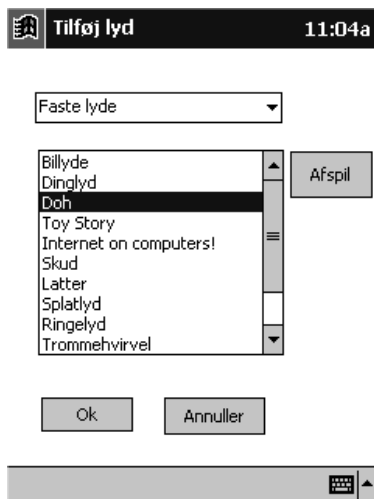 Tilføj lyd 11:04a
Faste lyde
Billyde
Dinglyd
Doh
Toy Story
Internet on computers!
Skud
Latter
Splatlyd
Ringelyd
Trommehvirvel
Afspil
Ok Annuller